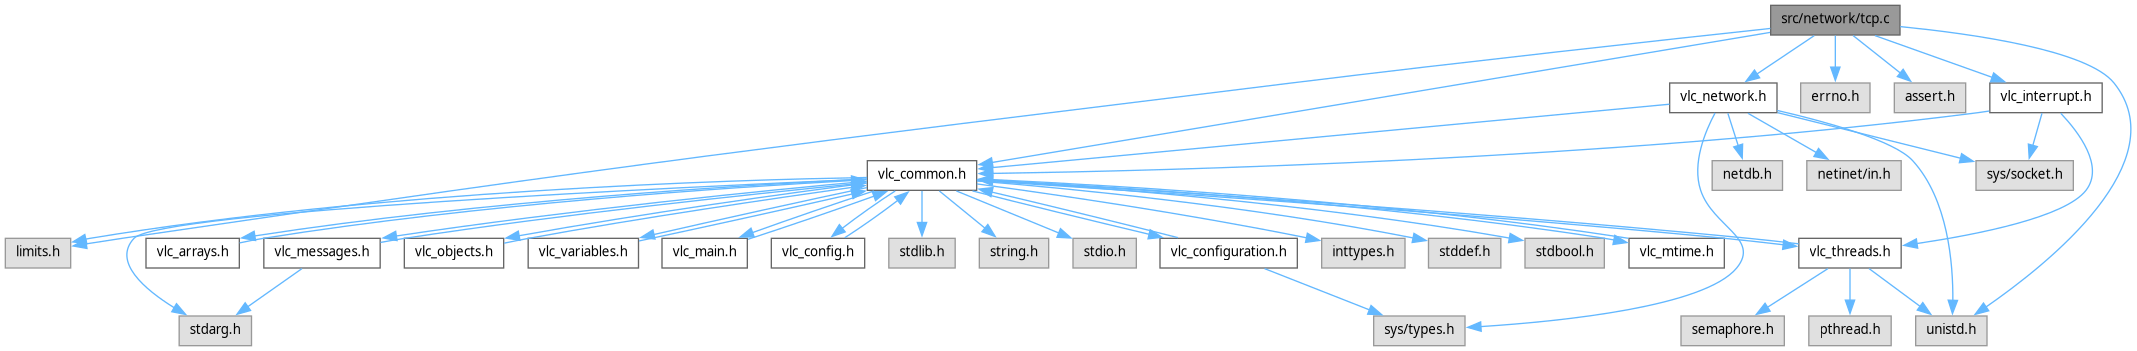 src/network/tcp.c
vlc_network.h
errno.h
assert.h
vlc_interrupt.h
vlc_common.h
netdb.h
netinet/in.h
sys/socket.h
limits.h
vlc_arrays.h
vlc_messages.h
vlc_objects.h
vlc_variables.h
vlc_main.h
vlc_config.h
stdlib.h
string.h
stdio.h
vlc_configuration.h
inttypes.h
stddef.h
stdbool.h
vlc_mtime.h
vlc_threads.h
stdarg.h
sys/types.h
semaphore.h
pthread.h
unistd.h